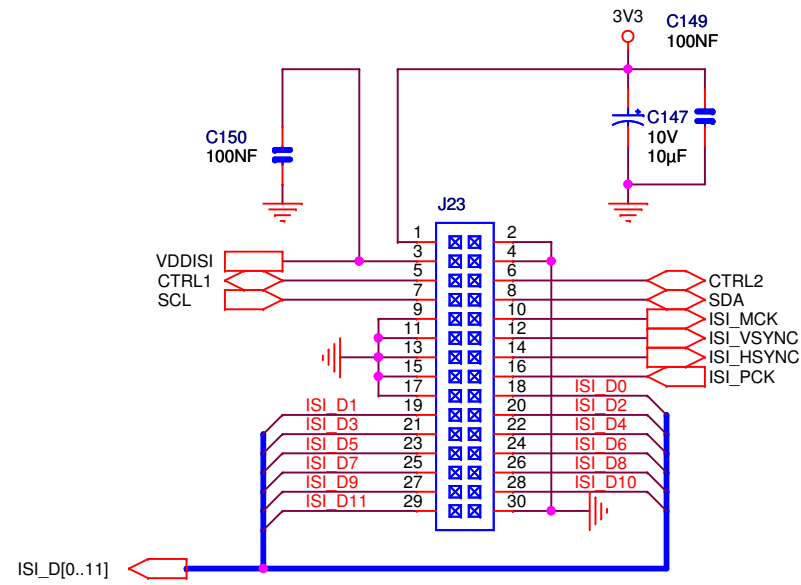 3V3
C149
100NF
C147
10V
10µF
C150
100NF
J23
1 2
VDDISI 3 4
CTRL1 5 6 CTRL2
SCL 7 8 SDA
9 10 ISI_MCK
11 12 ISI_VSYNC
13 14 ISI_HSYNC
15 16 ISI_PCK
17 18 ISI_D0
ISI_D1 19 20 ISI_D2
ISI_D3 21 22 ISI_D4
ISI_D5 23 24 ISI_D6
ISI_D7 25 26 ISI_D8
ISI_D9 27 28 ISI_D10
ISI_D11 29 30
ISI_D[0..11]